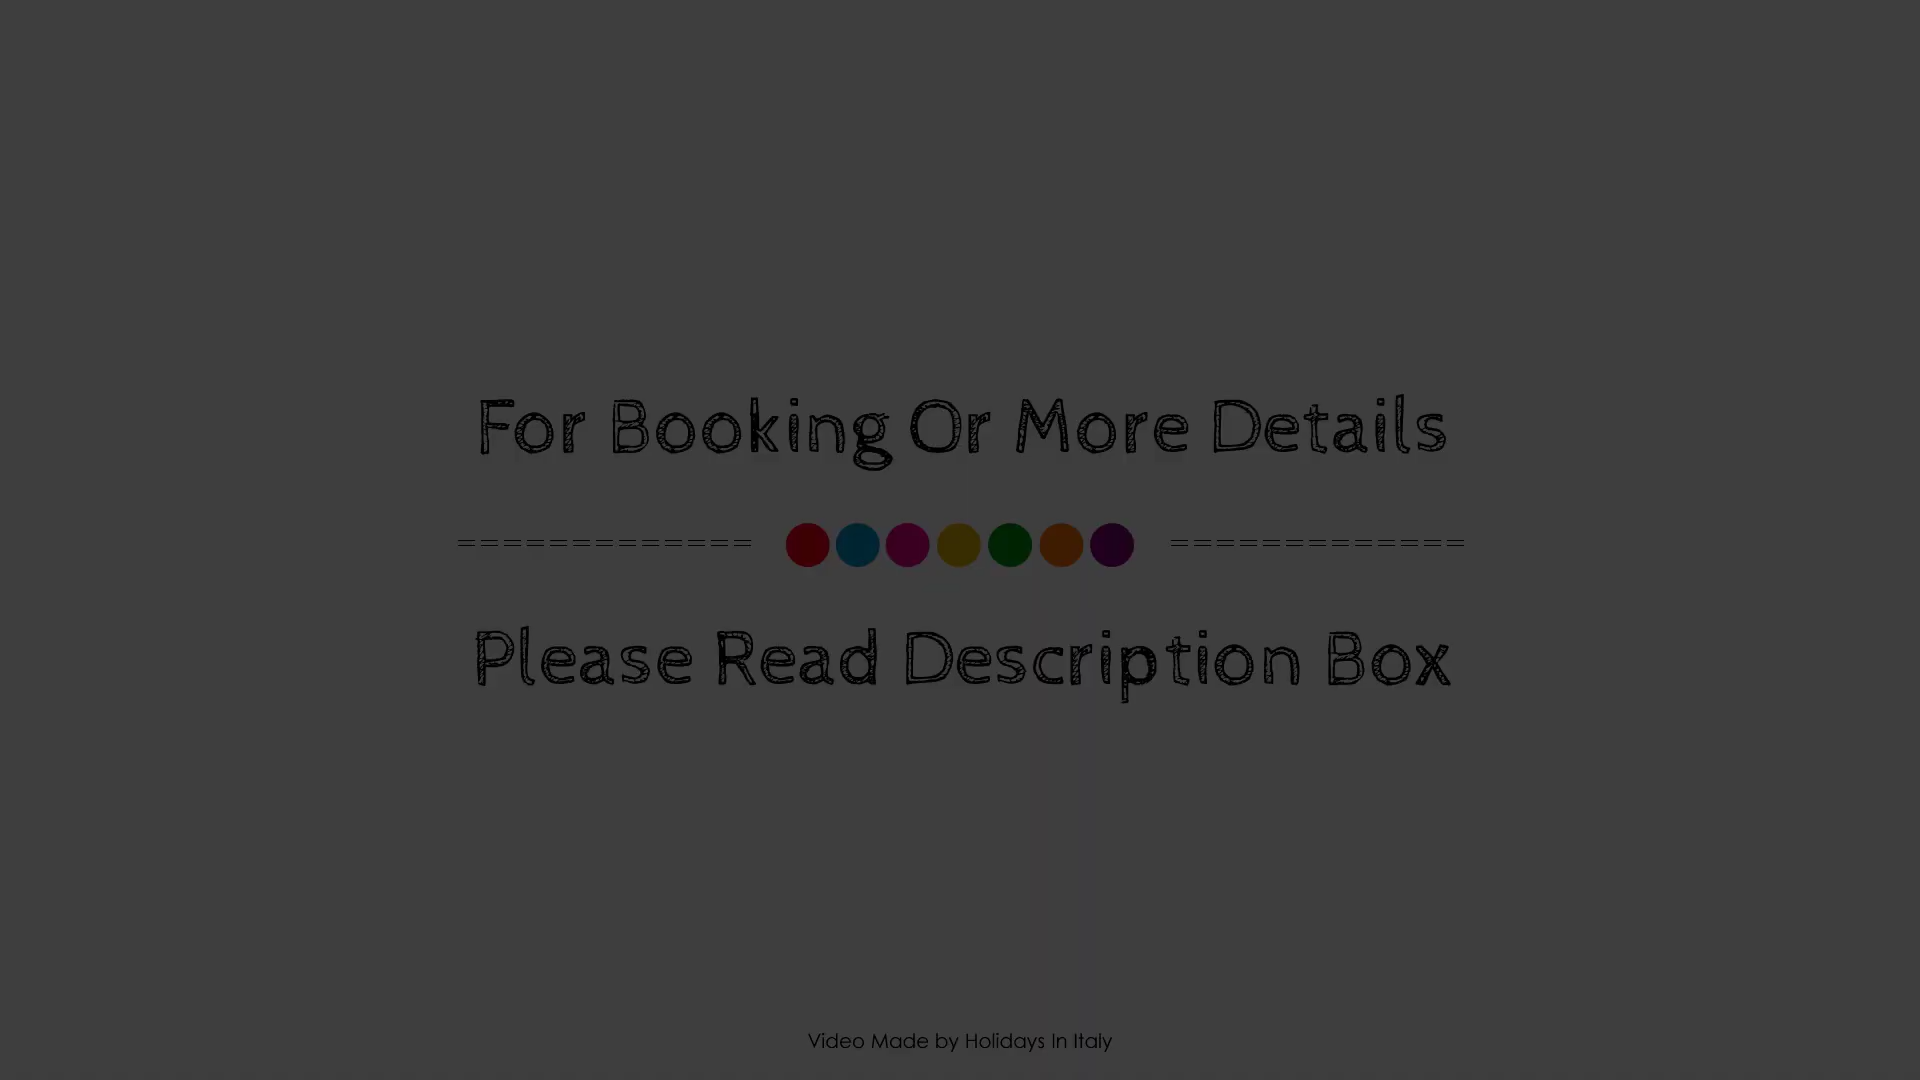 For Booking Or More Details
============= =============
Please Read Description Box
Video Made by Holidays In Italy